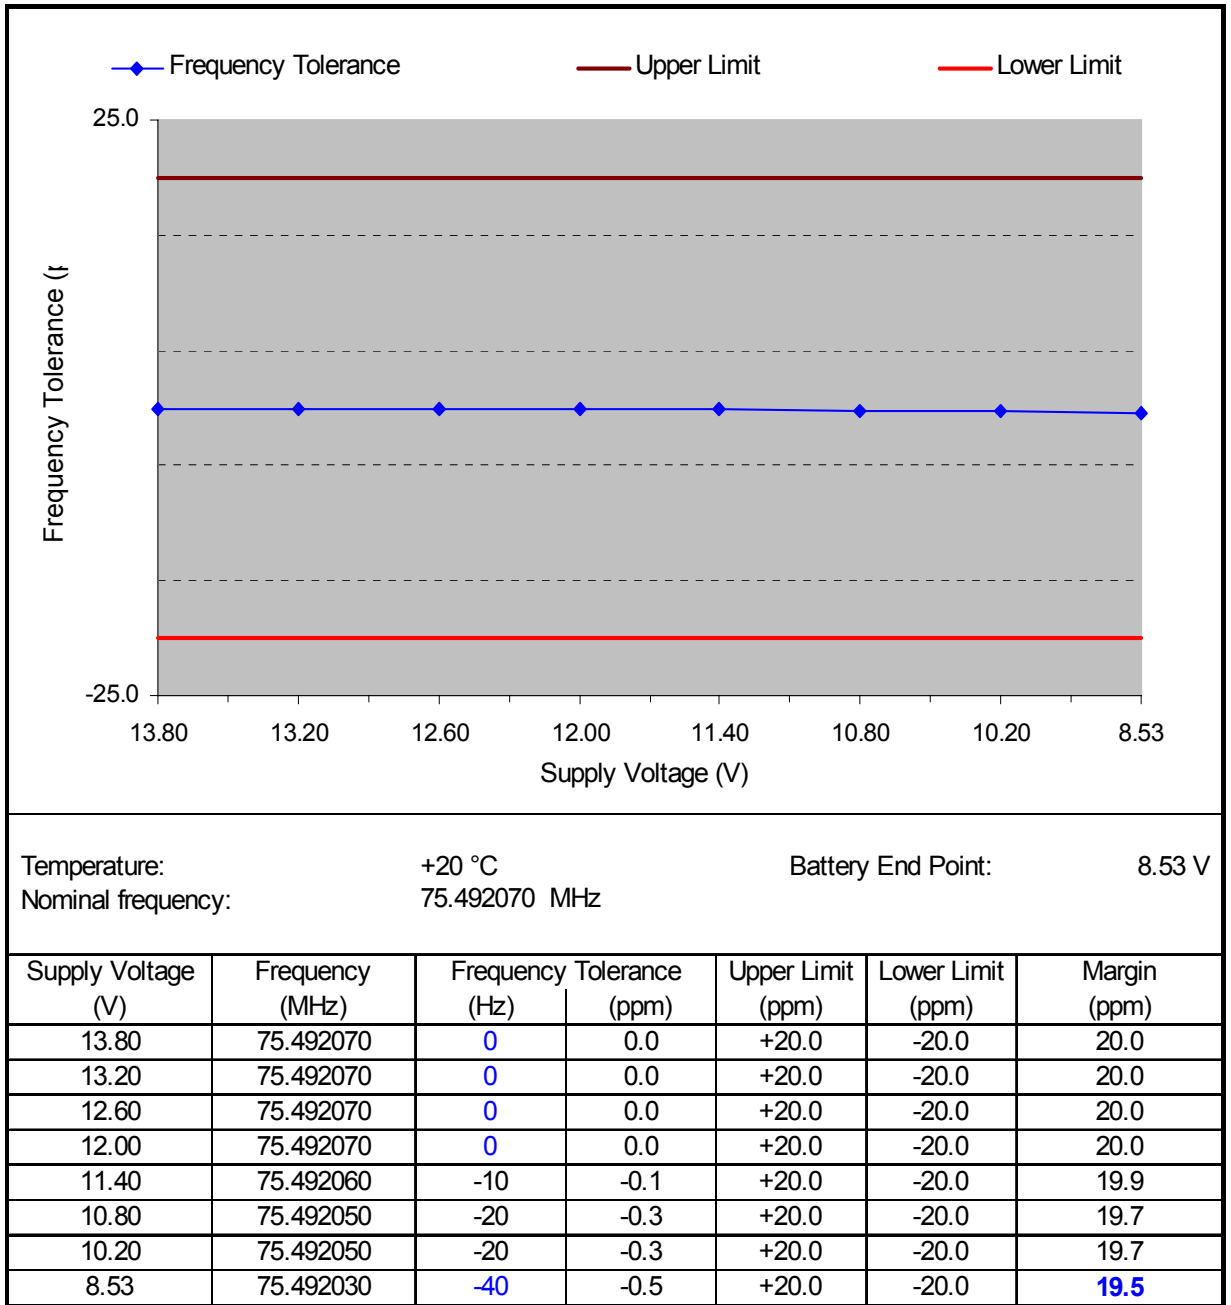 Frequency Tolerance Upper Limit Lower Limit
25.0
Frequency Tolerance (
-25.0
13.80 13.20 12.60 12.00 11.40 10.80 10.20 8.53
Supply Voltage (V)
Temperature: +20 °C Battery End Point: 8.53 V
Nominal frequency: 75.492070 MHz
Supply Voltage Frequency Frequency Tolerance Upper Limit Lower Limit Margin
(V) (MHz) (Hz) (ppm) (ppm) (ppm) (ppm)
13.80 75.492070 0 0.0 +20.0 -20.0 20.0
13.20 75.492070 0 0.0 +20.0 -20.0 20.0
12.60 75.492070 0 0.0 +20.0 -20.0 20.0
12.00 75.492070 0 0.0 +20.0 -20.0 20.0
11.40 75.492060 -10 -0.1 +20.0 -20.0 19.9
10.80 75.492050 -20 -0.3 +20.0 -20.0 19.7
10.20 75.492050 -20 -0.3 +20.0 -20.0 19.7
8.53 75.492030 -40 -0.5 +20.0 -20.0 19.5